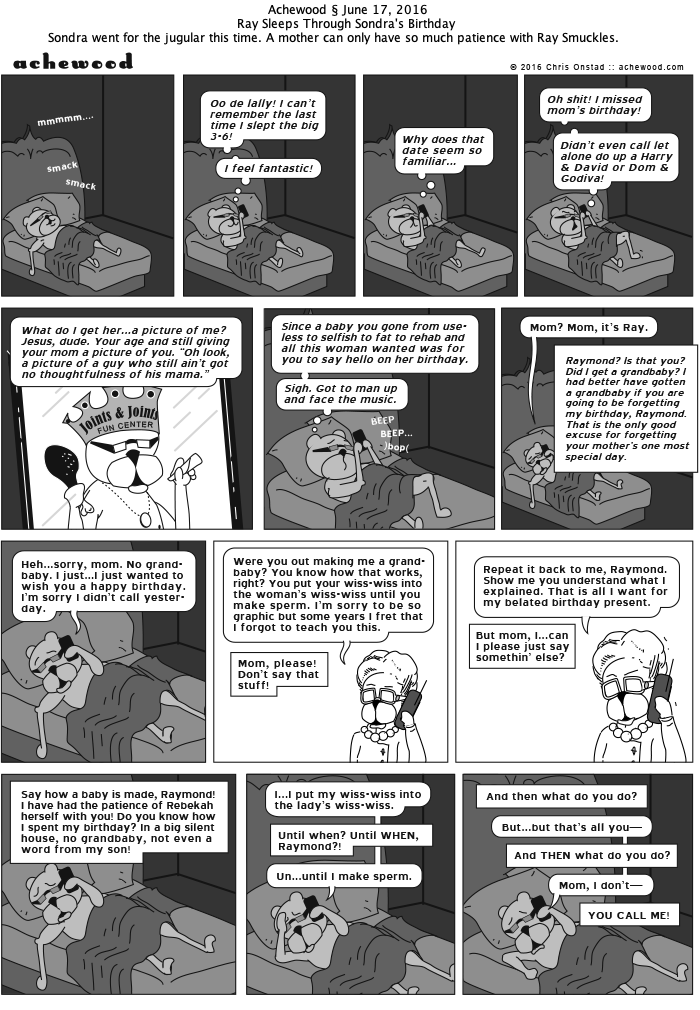 Achewood § June 17, 2016
Ray Sleeps Through Sondra's Birthday
Sondra went for the jugular this time. A mother can only have so much patience with Ray Smuckles.
achewood
© 2016 Chris Onstad :: achewood.com
mmmmm....
smack
smack
Oo de lally! I can't
remember the last
time I slept the big
3-6!
I feel fantastic!
Why does that
date seem so
familiar...
Oh shit! I missed
mom's birthday!
Didn't even call let
alone do up a Harry
& David or Dom &
Godiva!
What do I get her...a picture of me?
Jesus, dude. Your age and still giving
your mom a picture of you. "Oh look,
a picture of a guy who still ain't got
no thoughtfulness of his mama."
Joints & Joints
FUN CENTER
Since a baby you gone from use-
less to selfish to fat to rehab and
all this woman wanted was for
you to say hello on her birthday.
Sigh. Got to man up
and face the music.
BEEP
BEEP...
-)bop(
Mom? Mom, it's Ray.
Raymond? Is that you?
Did I get a grandbaby? I
had better have gotten
a grandbaby if you are
going to be forgetting
my birthday, Raymond.
That is the only good
excuse for forgetting
your mother's one most
special day.
Heh...sorry, mom. No grand-
baby. I just...I just wanted to
wish you a happy birthday.
I'm sorry I didn't call yester-
day.
Were you out making me a grand-
baby? You know how that works,
right? You put your wiss-wiss into
the woman's wiss-wiss until you
make sperm. I'm sorry to be so
graphic but some years I fret that
I forgot to teach you this.
Mom, please!
Don't say that
stuff!
Repeat it back to me, Raymond.
Show me you understand what I
explained. That is all I want for
my belated birthday present.
But mom, I...can
I please just say
somethin' else?
Say how a baby is made, Raymond!
I have had the patience of Rebekah
herself with you! Do you know how
I spent my birthday? In a big silent
house, no grandbaby, not even a
word from my son!
I...I put my wiss-wiss into
the lady's wiss-wiss.
Until when? Until WHEN,
Raymond?!
Un...until I make sperm.
And then what do you do?
But...but that's all you—
And THEN what do you do?
Mom, I don't—
YOU CALL ME!